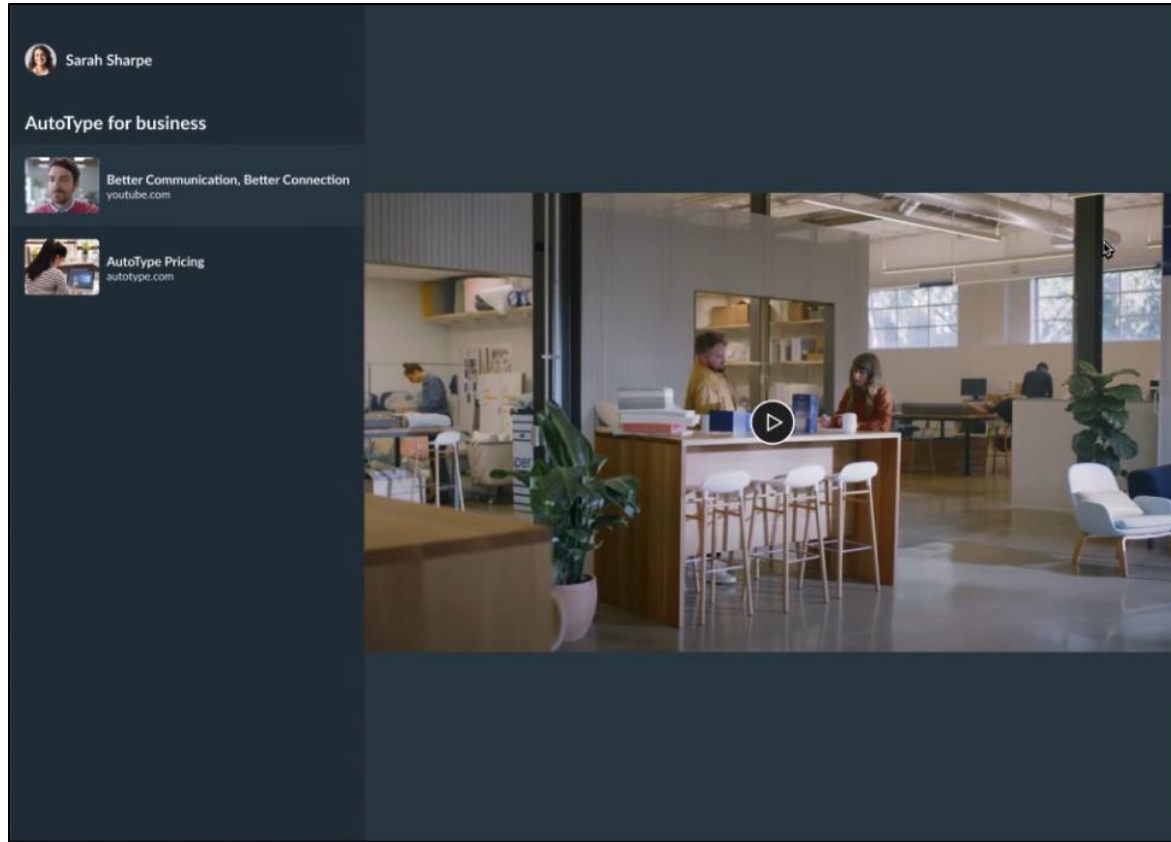 Sarah Sharpe
AutoType for business
Better Communication, Better Connection
youtube.com
AutoType Pricing
autotype.com